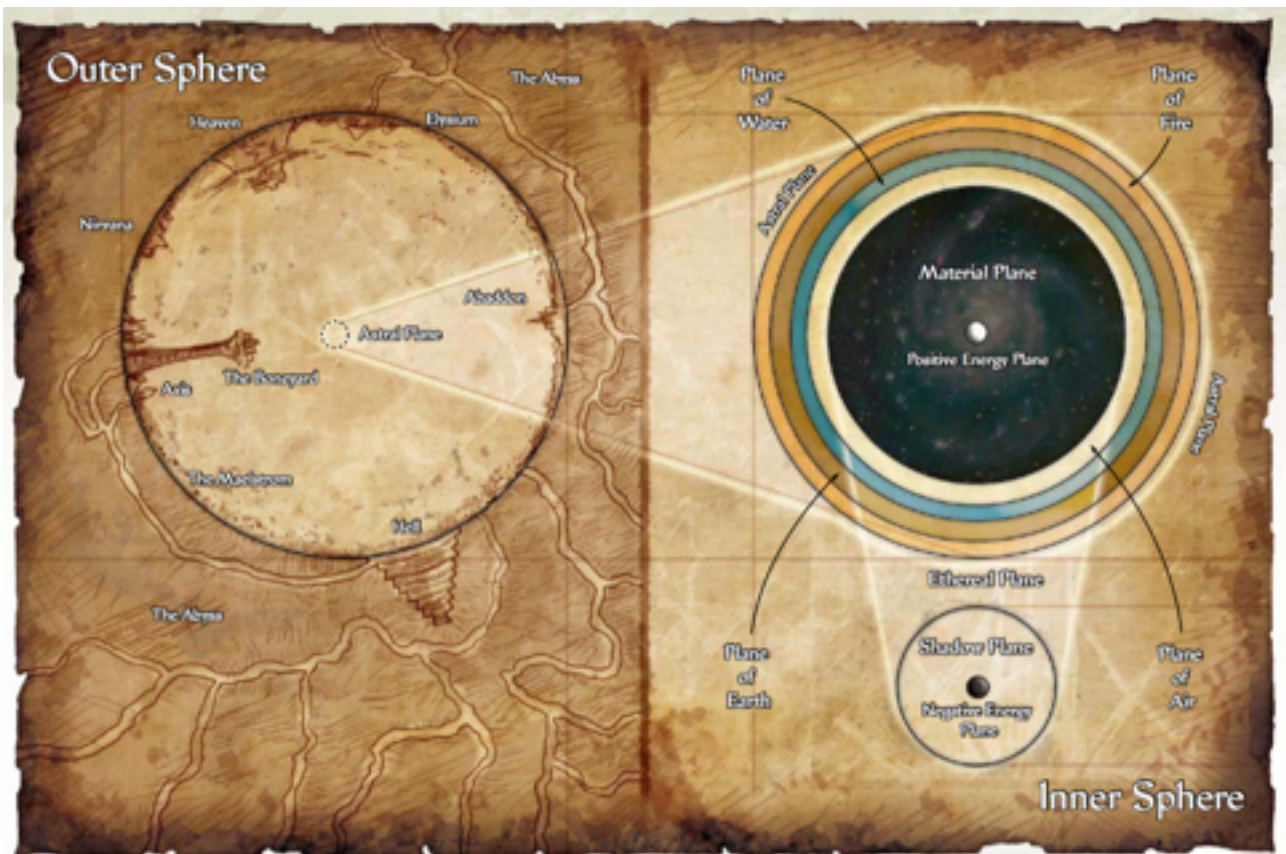 Outer Sphere
The Abyss
Heaven
Elysium
Nirvana
Abaddon
Astral Plane
The Boneyard
Axis
The Maelstrom
Hell
The Abyss
Plane
of
Water
Plane
of
Fire
Astral Plane
Material Plane
Positive Energy Plane
Astral Plane
Ethereal Plane
Shadow Plane
Negative Energy
Plane
Plane
of
Earth
Plane
of
Air
Inner Sphere